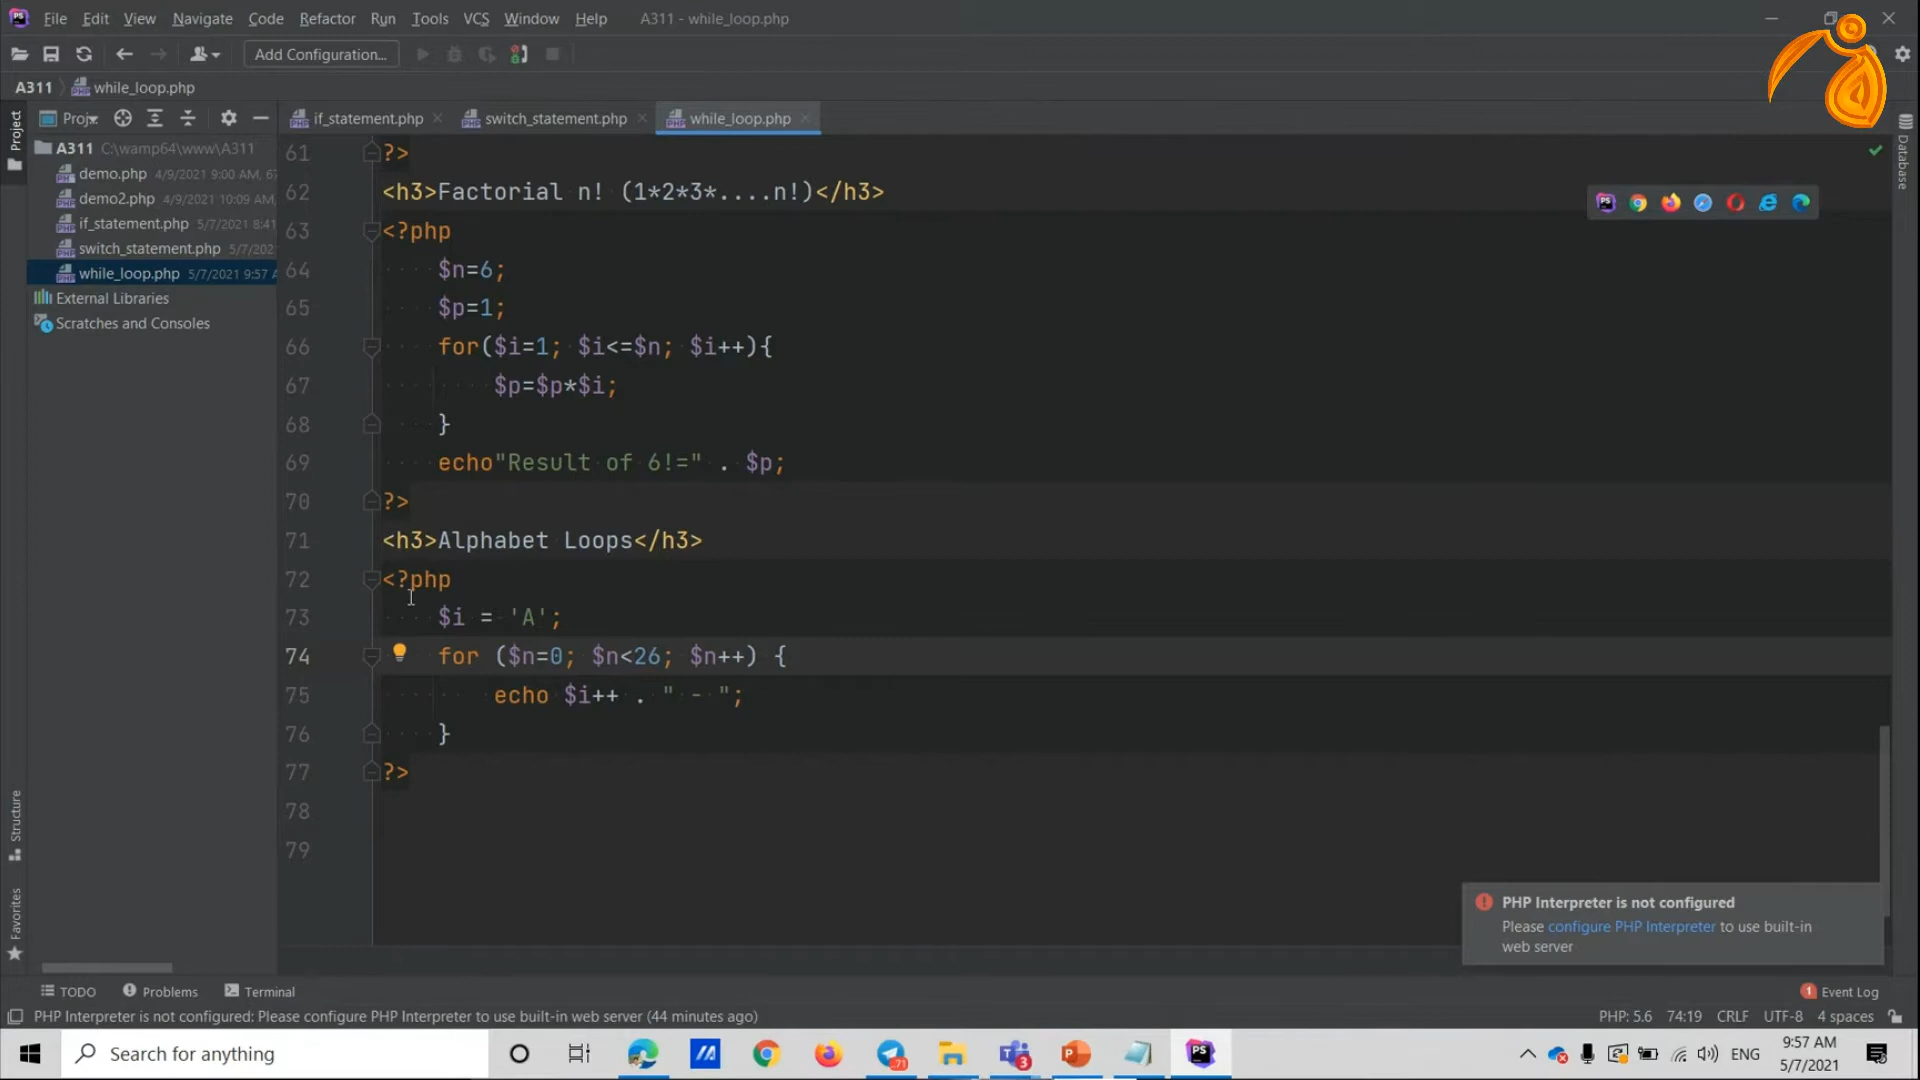 File Edit View Navigate Code Refactor Run Tools VCS Window Help A311 - while_loop.php
Add Configuration...
A311 while_loop.php
Project
Proj
if_statement.php
switch_statement.php
while_loop.php
Database
A311 C:\wamp64\www\A311
demo.php 4/9/2021 9:00 AM, 67
demo2.php 4/9/2021 10:09 AM,
if_statement.php 5/7/2021 8:41
switch_statement.php 5/7/202
while_loop.php 5/7/2021 9:57 A
External Libraries
Scratches and Consoles
61 ?>
62 <h3>Factorial n! (1*2*3*....n!)</h3>
63 <?php
64 $n=6;
65 $p=1;
66 for($i=1; $i<=$n; $i++){
67 $p=$p*$i;
68 }
69 echo"Result of 6!=" . $p;
70 ?>
71 <h3>Alphabet Loops</h3>
72 <?php
73 $i = 'A';
74 for ($n=0; $n<26; $n++) {
75 echo $i++ . " - ";
76 }
77 ?>
78
79
Structure
Favorites
PHP Interpreter is not configured
Please configure PHP Interpreter to use built-in
web server
TODO Problems Terminal
1 Event Log
PHP Interpreter is not configured: Please configure PHP Interpreter to use built-in web server (44 minutes ago)
PHP: 5.6 74:19 CRLF UTF-8 4 spaces
Search for anything
71
3
ENG
9:57 AM
5/7/2021